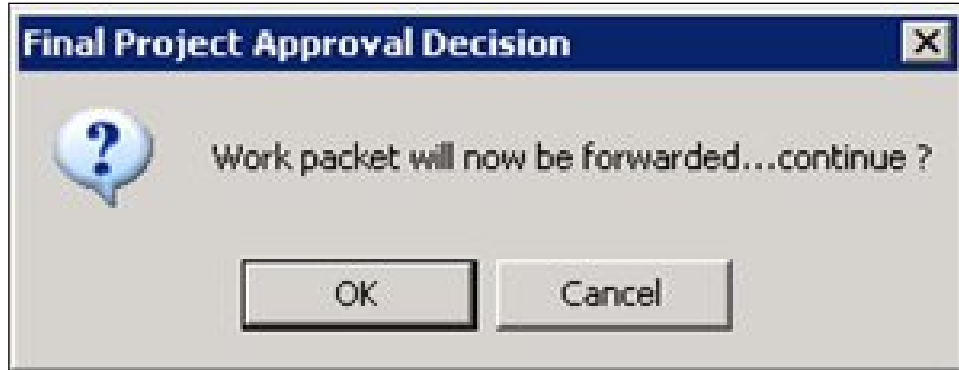 Final Project Approval Decision
Work packet will now be forwarded...continue ?
OK
Cancel